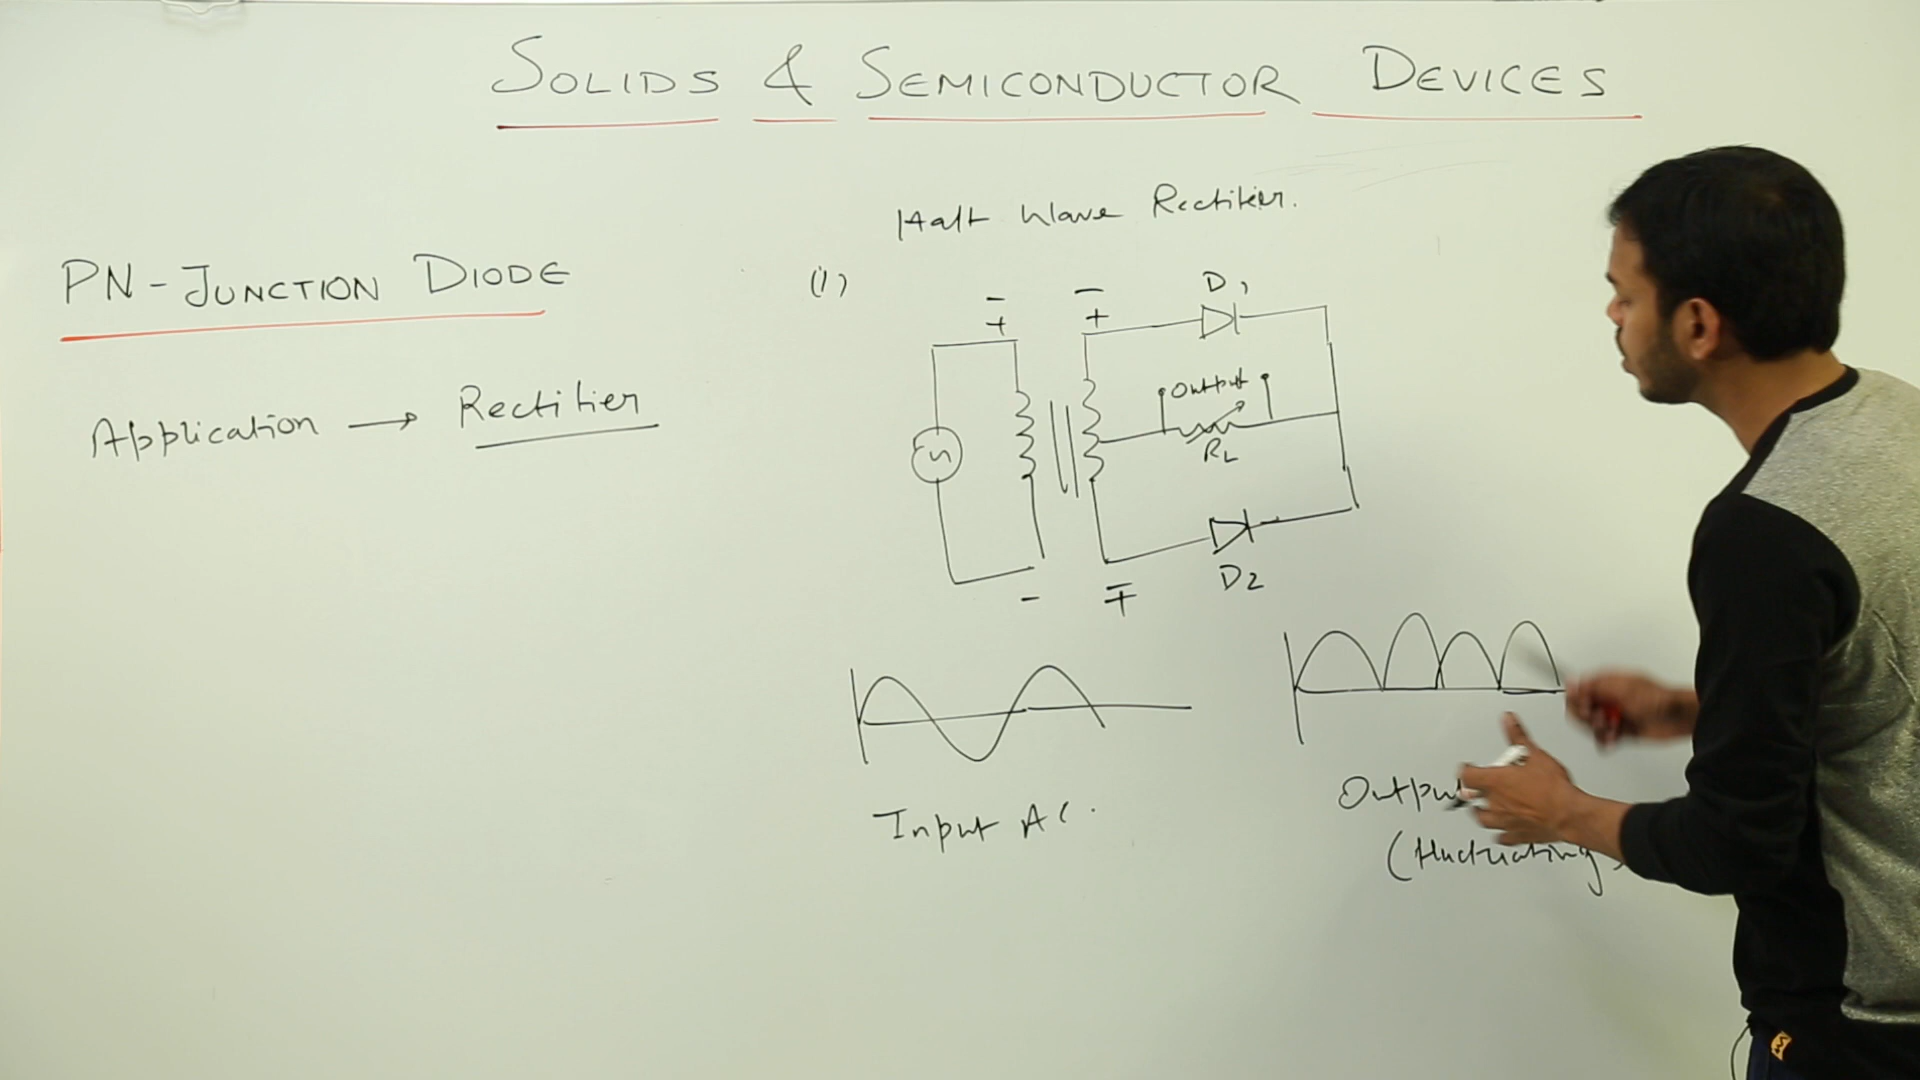 SOLIDS & SEMICONDUCTOR DEVICES
Half Wave Rectifier.
PN-JUNCTION DIODE
Application → Rectifier
(1)
D1
Output
RL
D2
Input AC.
Output
(fluctuating